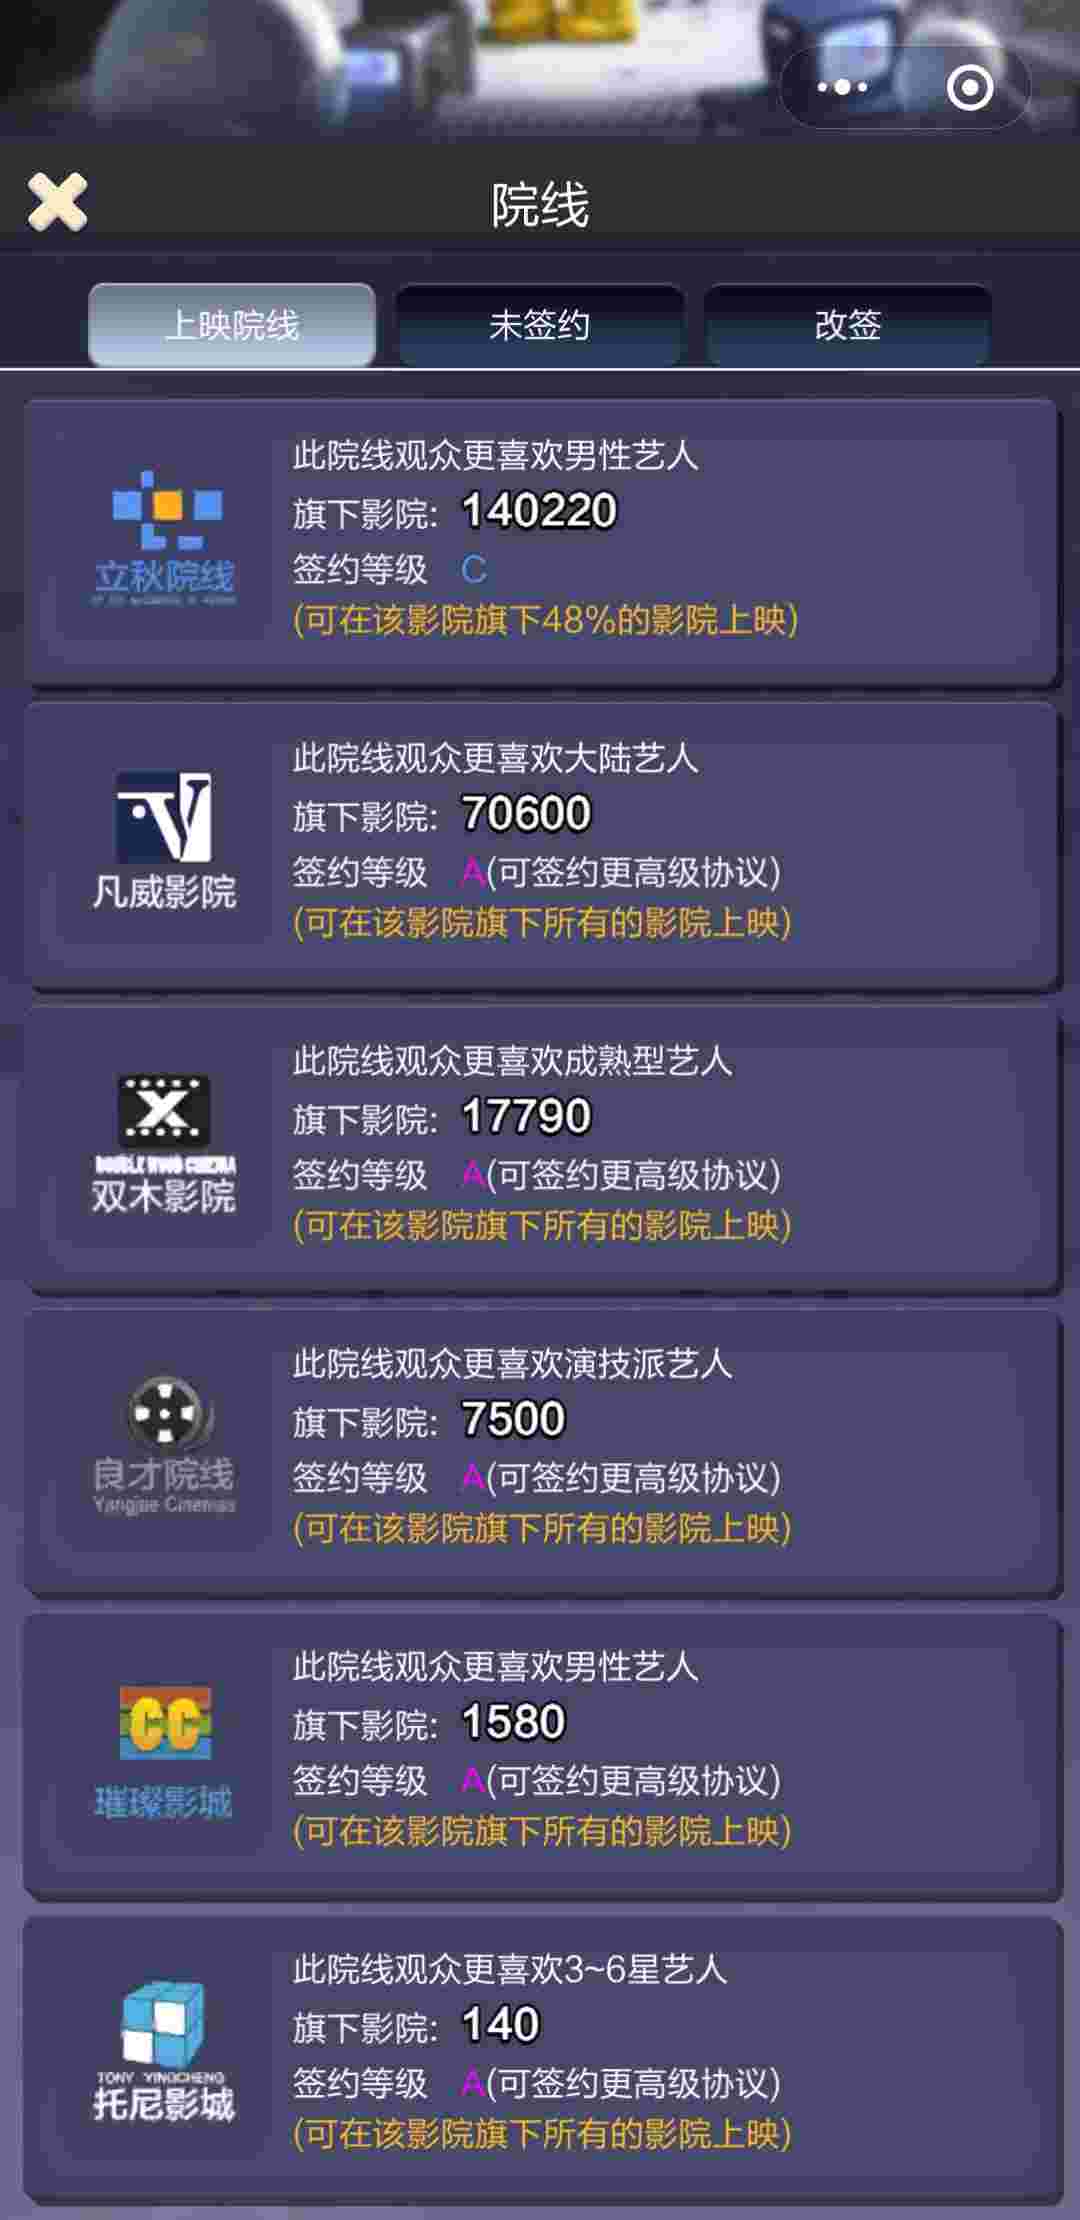 院线
上映院线
未签约
改签
此院线观众更喜欢男性艺人
旗下影院: 140220
签约等级 C
(可在该影院旗下48%的影院上映)
立秋院线
此院线观众更喜欢大陆艺人
旗下影院: 70600
签约等级 A(可签约更高级协议)
(可在该影院旗下所有的影院上映)
凡威影院
此院线观众更喜欢成熟型艺人
旗下影院: 17790
签约等级 A(可签约更高级协议)
(可在该影院旗下所有的影院上映)
DOUBLE WOOD CINEMA
双木影院
此院线观众更喜欢演技派艺人
旗下影院: 7500
签约等级 A(可签约更高级协议)
(可在该影院旗下所有的影院上映)
良才院线
Cinemas
此院线观众更喜欢男性艺人
旗下影院: 1580
签约等级 A(可签约更高级协议)
(可在该影院旗下所有的影院上映)
CC
璀璨影城
此院线观众更喜欢3~6星艺人
旗下影院: 140
签约等级 A(可签约更高级协议)
(可在该影院旗下所有的影院上映)
TONY YINGCHENG
托尼影城